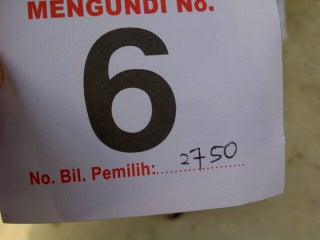 MENGUNDI No.
6
No. Bil. Pemilih: 2750